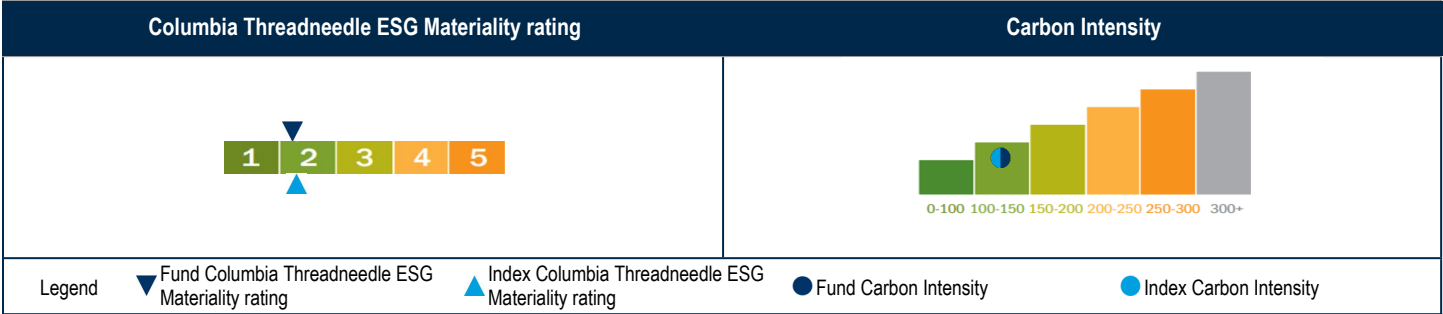 Columbia Threadneedle ESG Materiality rating
Carbon Intensity
1 2 3 4 5
0-100 100-150 150-200 200-250 250-300 300+
Legend
Fund Columbia Threadneedle ESG
Materiality rating
Index Columbia Threadneedle ESG
Materiality rating
Fund Carbon Intensity
Index Carbon Intensity